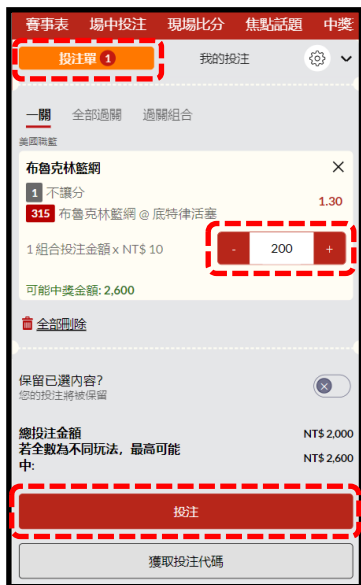 賽事表 場中投注 現場比分 焦點話題 中獎
投注單 1 我的投注
一關 全部過關 過關組合
美國職籃
布魯克林籃網
1 不讓分
1.30
315 布魯克林籃網 @ 底特律活塞
1 組合投注金額 x NT$ 10 - 200 +
可能中獎金額: 2,600
全部刪除
保留已選內容?
您的投注將被保留
總投注金額 NT$ 2,000
若全數為不同玩法，最高可能
中: NT$ 2,600
投注
獲取投注代碼